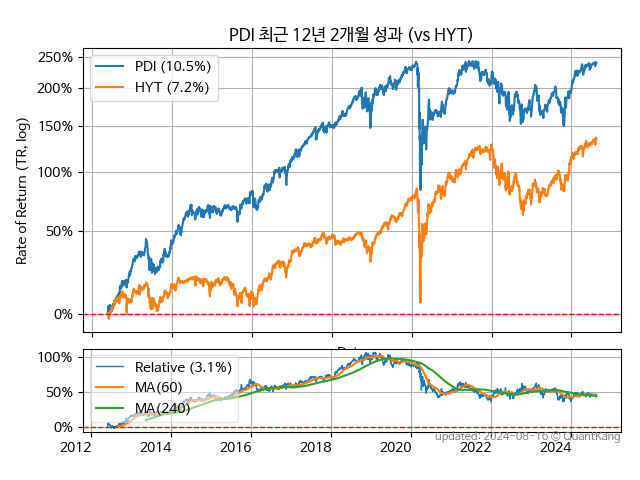 PDI 최근 12년 2개월 성과 (vs HYT)
Rate of Return (TR, log)
250%
200%
150%
100%
50%
0%
PDI (10.5%)
HYT (7.2%)
100%
50%
0%
Relative (3.1%)
MA(60)
MA(240)
2012 2014 2016 2018 2020 2022 2024
updated: 2024-08-16 © QuantKang